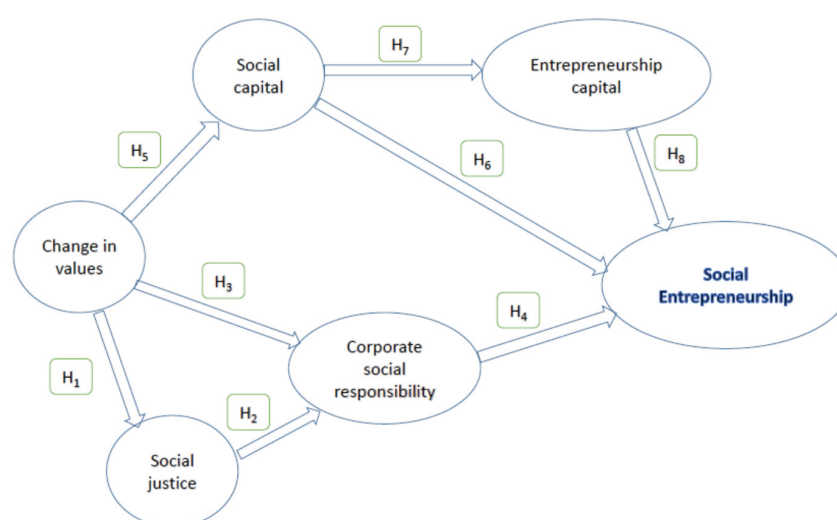 Social
capital
H₇
Entrepreneurship
capital
H₅
H₆
H₈
Change in
values
H₃
Social
Entrepreneurship
H₄
Corporate
social
responsibility
H₁
H₂
Social
justice